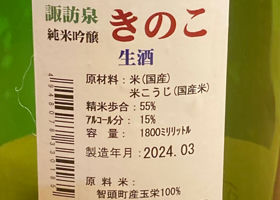 諏訪泉
純米吟醸
きのこ
生酒
原材料：米(国産)
米こうじ(国産米)
精米歩合：55%
アルコール分：15%
容量：1800ミリリットル
製造年月 2024.03
原料米：
智頭町産玉栄100%